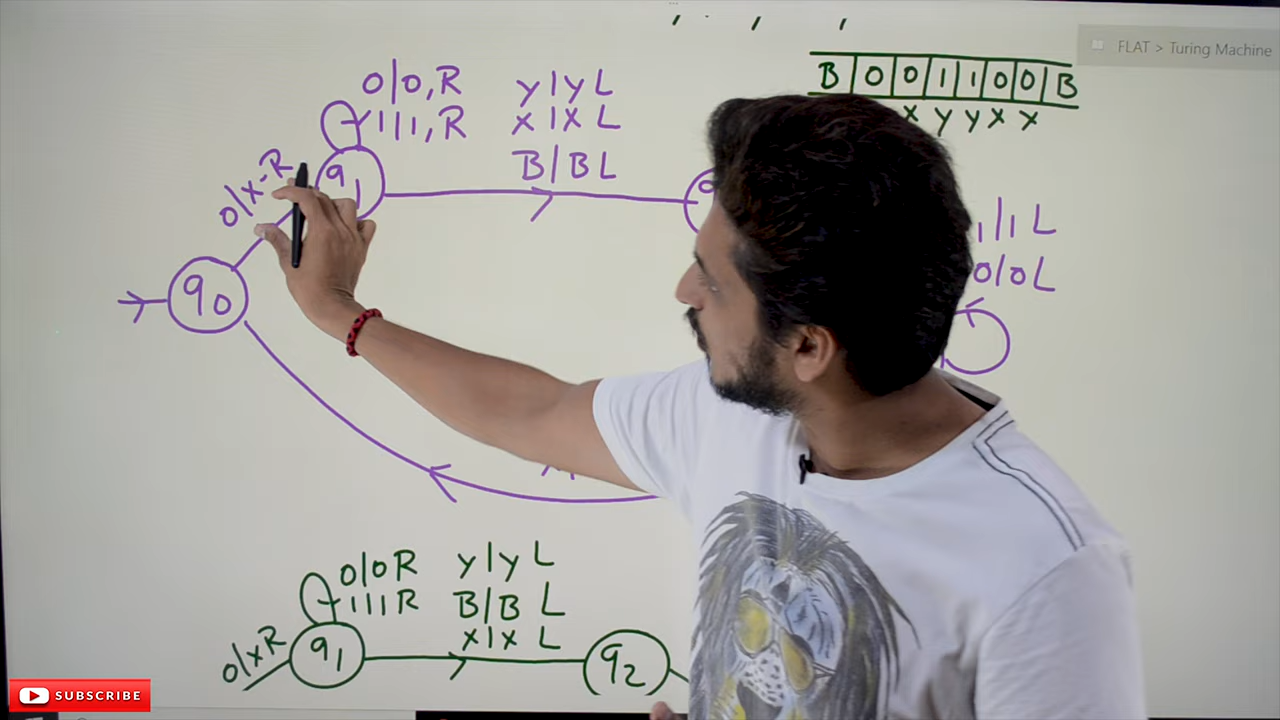 FLAT > Turing Machine
B 0 0 1 1 0 0 B
X Y Y X X
0|0, R
1|1, R
y|y L
x|x L
B|B L
0|x-R
q1
q0
1|1 L
0|0 L
0|0 R
1|1 R
y|y L
B|B L
x|x L
0|x R
q1
q2
SUBSCRIBE